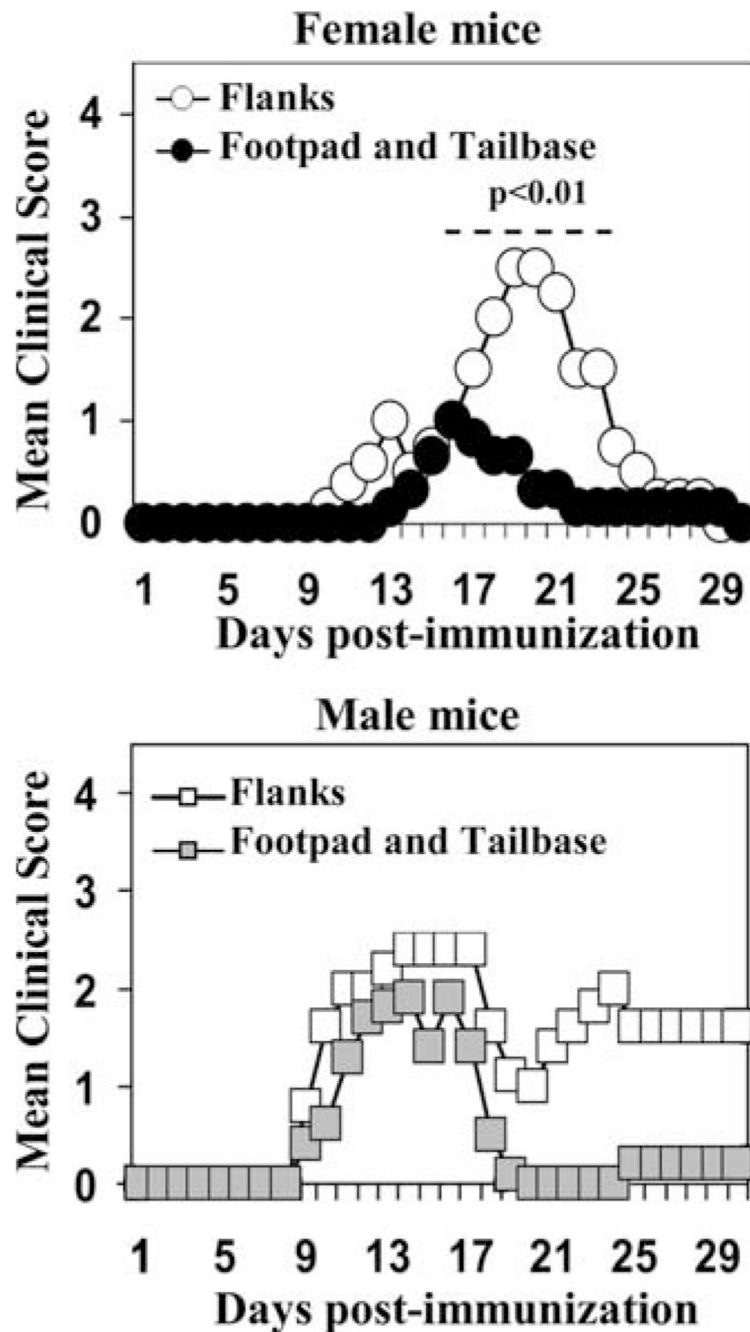 Female mice
Flanks
Footpad and Tailbase
p<0.01
Mean Clinical Score
4
3
2
1
0
1 5 9 13 17 21 25 29
Days post-immunization
Male mice
Flanks
Footpad and Tailbase
Mean Clinical Score
4
3
2
1
0
1 5 9 13 17 21 25 29
Days post-immunization